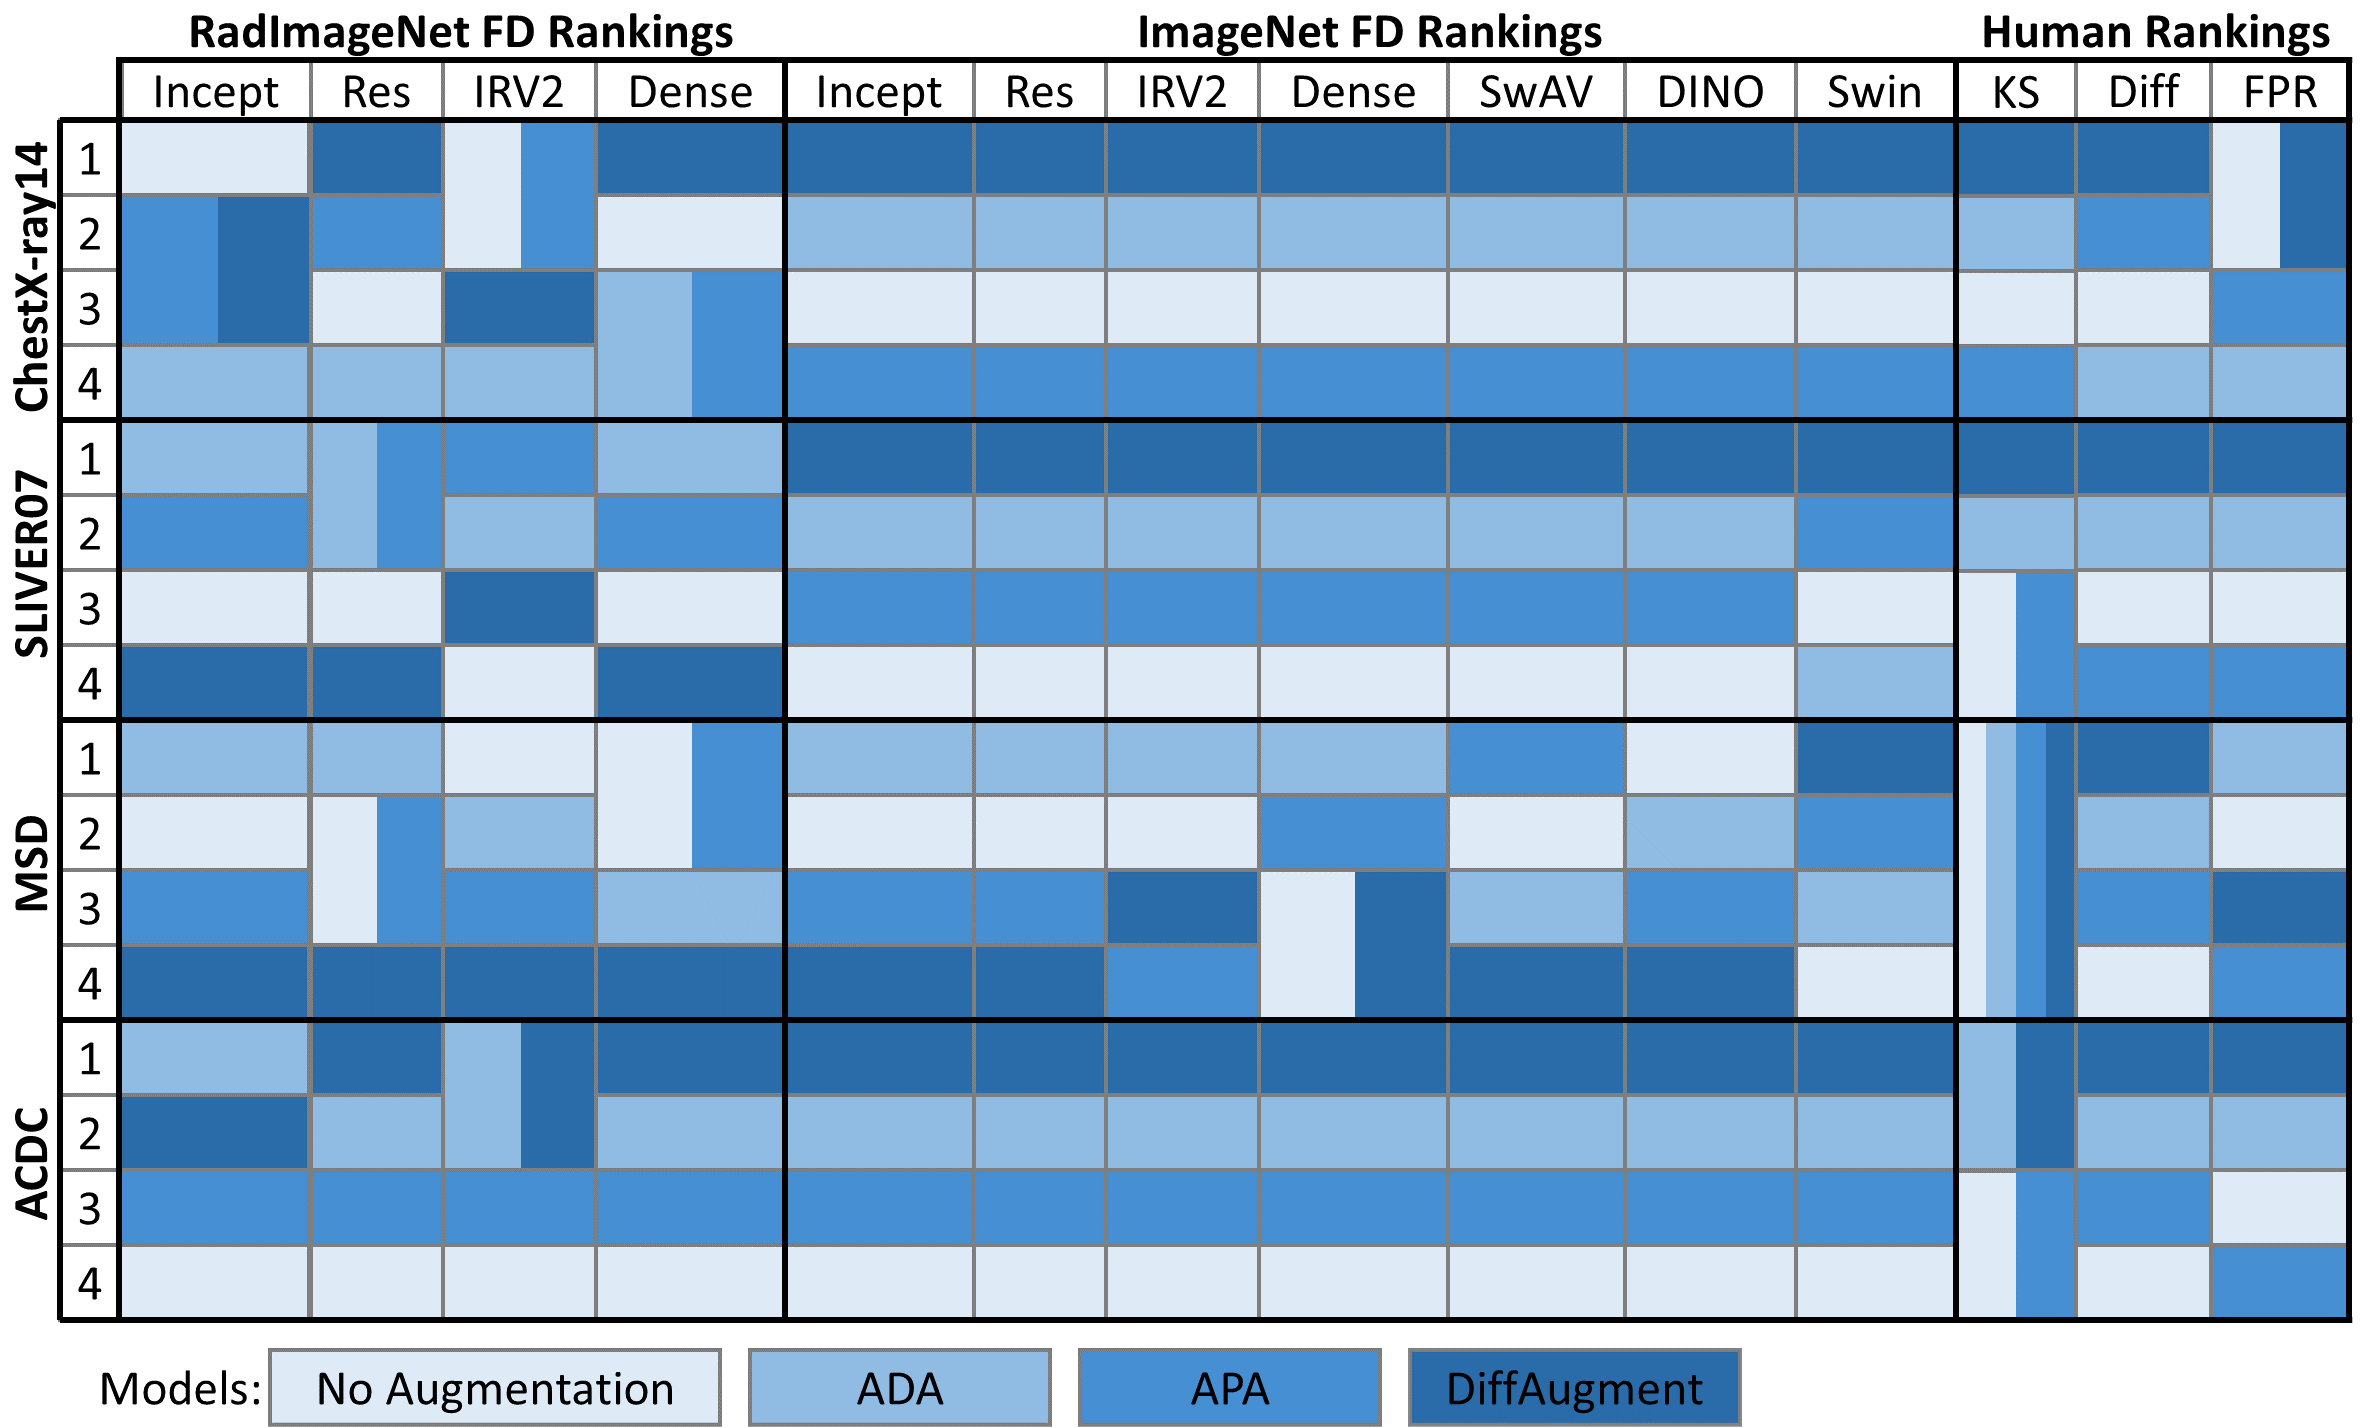 RadImageNet FD Rankings ImageNet FD Rankings Human Rankings
Incept Res IRV2 Dense Incept Res IRV2 Dense SwAV DINO Swin KS Diff FPR
ChestX-ray14
1
2
3
4
SLIVER07
1
2
3
4
MSD
1
2
3
4
ACDC
1
2
3
4
Models: No Augmentation ADA APA DiffAugment